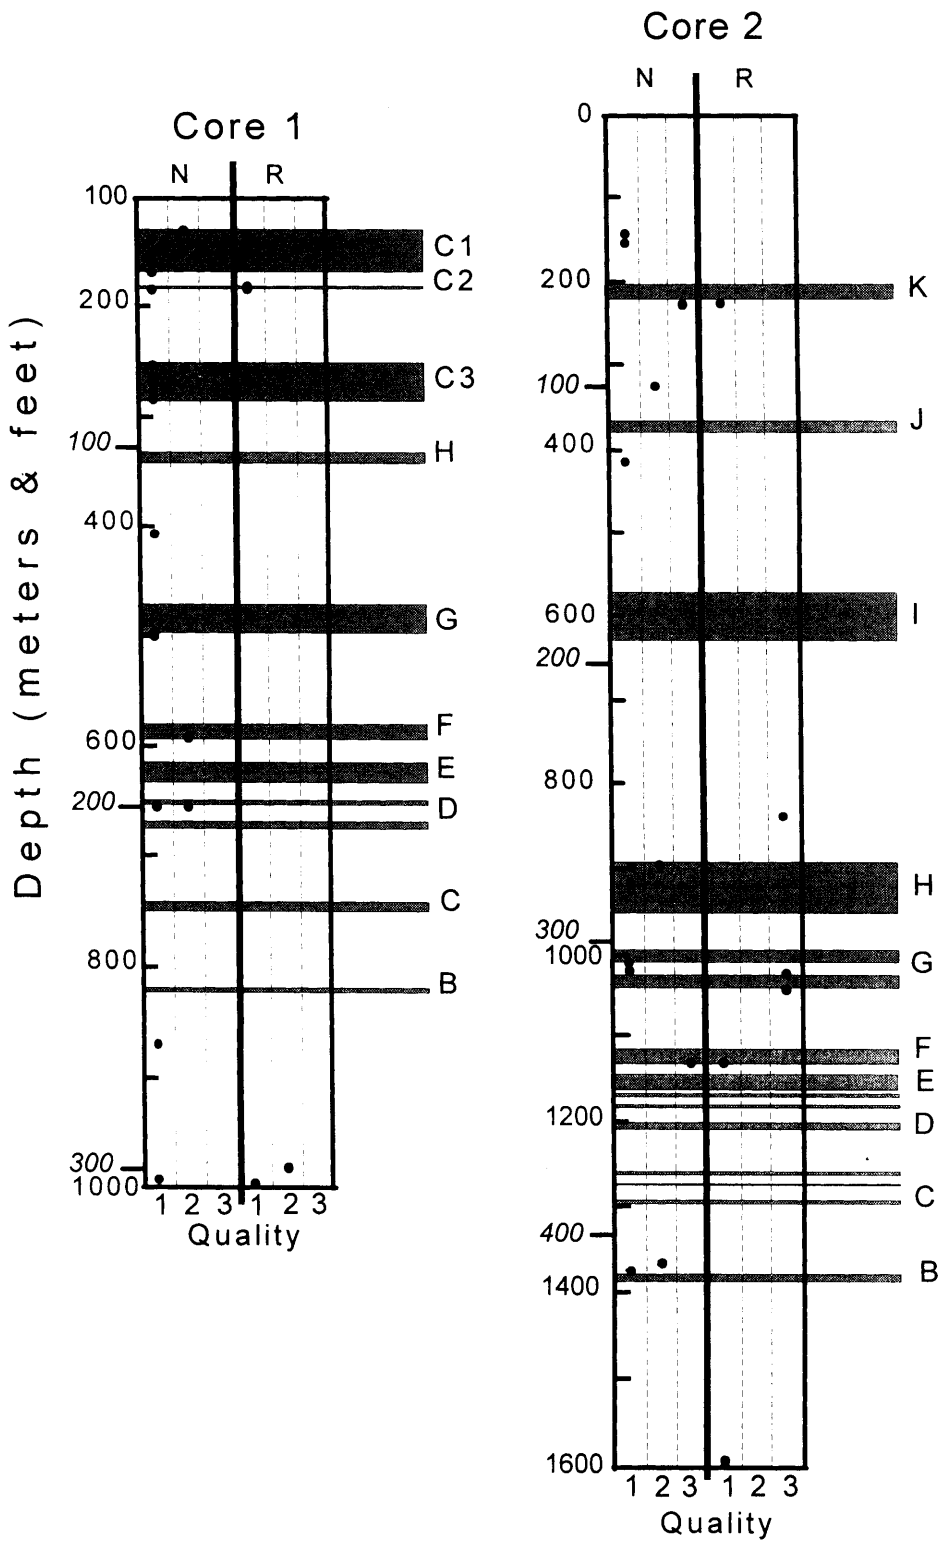 Core 2
N R
Core 1
N R
Depth (meters & feet)
100
200
100
400
600
200
800
300
1000
C1
C2
C3
H
G
F
E
D
C
B
1 2 3 1 2 3
Quality
0
200
100
400
600
200
800
300
1000
1200
400
1400
1600
K
J
I
H
G
F
E
D
C
B
1 2 3 1 2 3
Quality